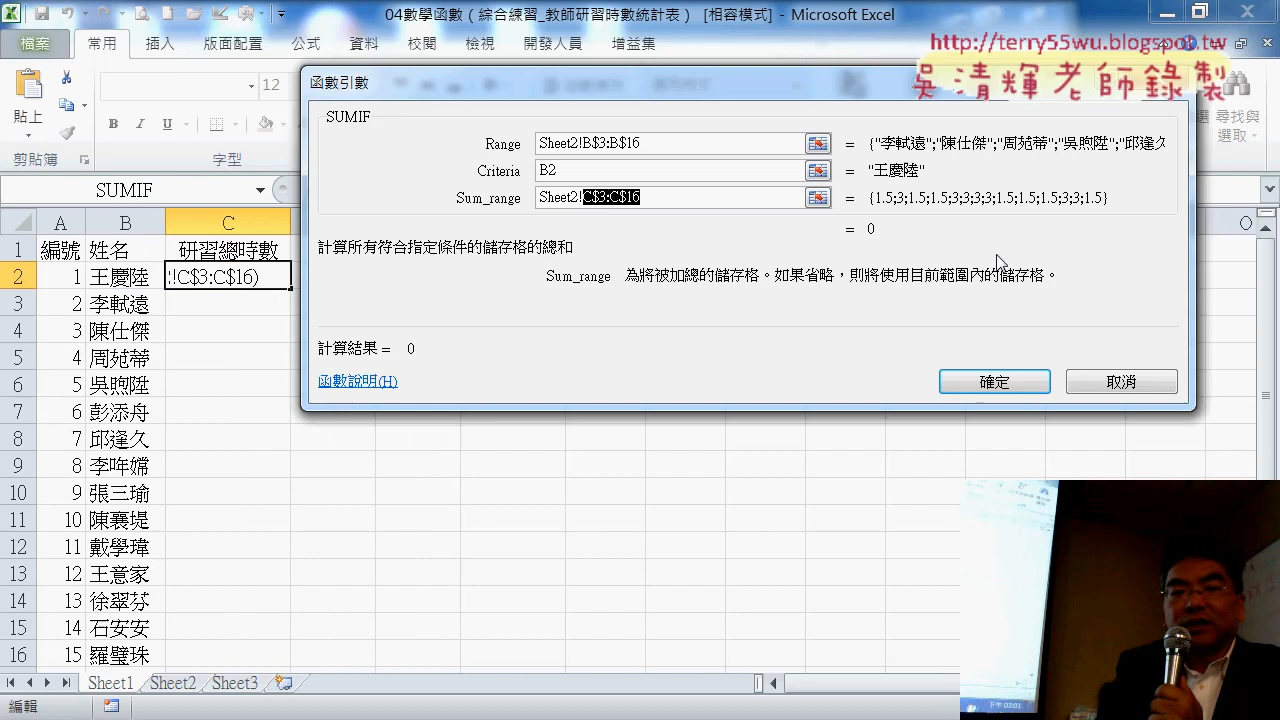 04數學函數（綜合練習_教師研習時數統計表） [相容模式] - Microsoft Excel
檔案 常用 插入 版面配置 公式 資料 校閱 檢視 開發人員 增益集
http://terry55wu.blogspot.tw
吳清輝老師錄製
貼上
12
B I U
剪貼簿 字型
尋找與
選取
函數引數
SUMIF
Range Sheet2!B$3:B$16 = {"李軾遠";"陳仕傑";"周苑蒂";"吳煦陞";"邱逢久
Criteria B2 = "王慶陸"
Sum_range Sheet2!C$3:C$16 = {1.5;3;1.5;1.5;3;3;3;3;1.5;1.5;1.5;3;3;1.5}
= 0
計算所有符合指定條件的儲存格的總和
Sum_range 為將被加總的儲存格。如果省略，則將使用目前範圍內的儲存格。
計算結果 = 0
函數說明(H) 確定 取消
SUMIF
A B C O
1 編號 姓名 研習總時數
2 1 王慶陸 !C$3:C$16)
3 2 李軾遠
4 3 陳仕傑
5 4 周苑蒂
6 5 吳煦陞
7 6 彭添舟
8 7 邱逢久
9 8 李哖嫦
10 9 張三瑜
11 10 陳襄堤
12 11 戴學瑋
13 12 王意家
14 13 徐翠芬
15 14 石安安
16 15 羅璧珠
Sheet1 Sheet2 Sheet3
編輯
下午 03:01